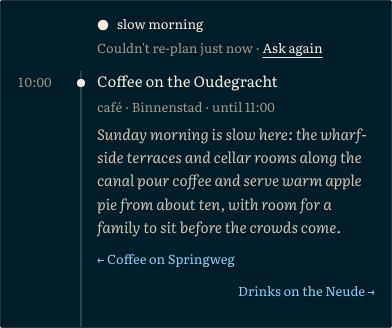 slow morning
Couldn't re-plan just now · Ask again
10:00
Coffee on the Oudegracht
café · Binnenstad · until 11:00
Sunday morning is slow here: the wharf-
side terraces and cellar rooms along the
canal pour coffee and serve warm apple
pie from about ten, with room for a
family to sit before the crowds come.
← Coffee on Springweg
Drinks on the Neude →